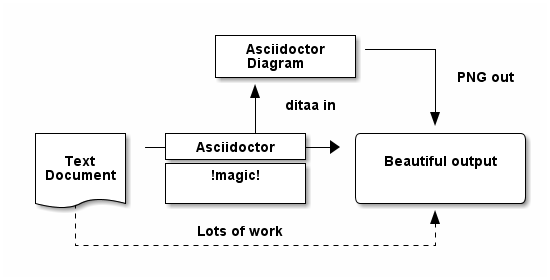 Asciidoctor
Diagram
PNG out
ditaa in
Text
Document
Asciidoctor
!magic!
Beautiful output
Lots of work